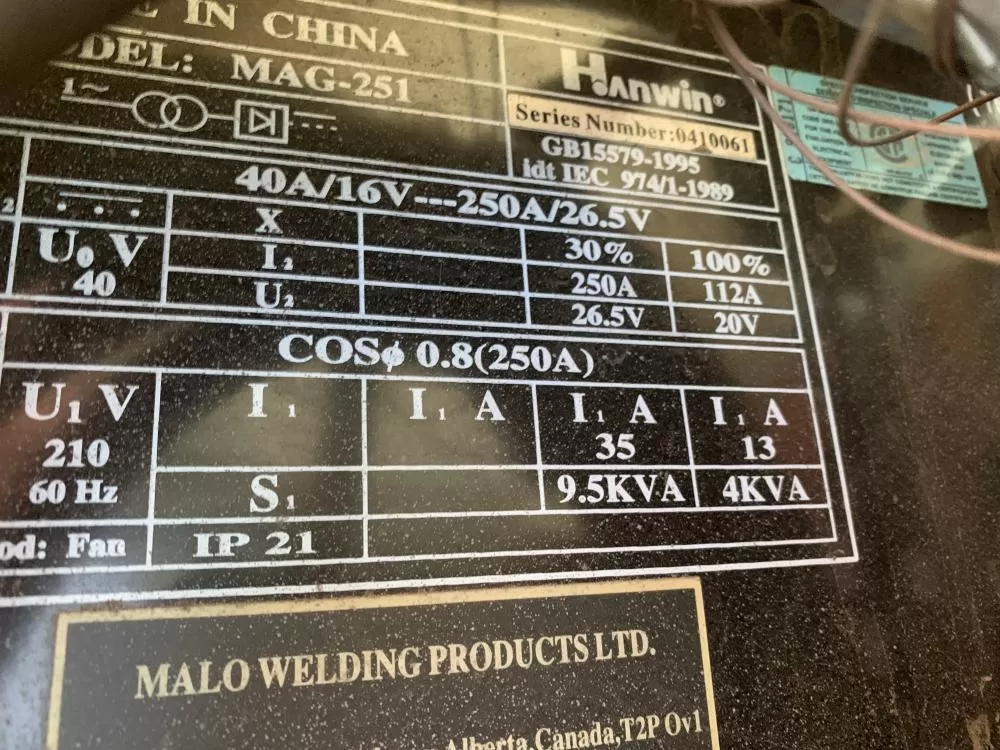 IN CHINA
MODEL: MAG-251
1~
Hanwin®
Series Number:0410061
GB15579-1995
idt IEC 974/1-1989
40A/16V---250A/26.5V
X 30% 100%
U₀ V
40
I₂ 250A 112A
U₂ 26.5V 20V
COSϕ 0.8(250A)
U₁ V
210
60 Hz
I₁
I₁ A
I₁ A
35
I₁ A
13
S₁ 9.5KVA 4KVA
od: Fan IP 21
MALO WELDING PRODUCTS LTD.
Alberta,Canada,T2P Ov1